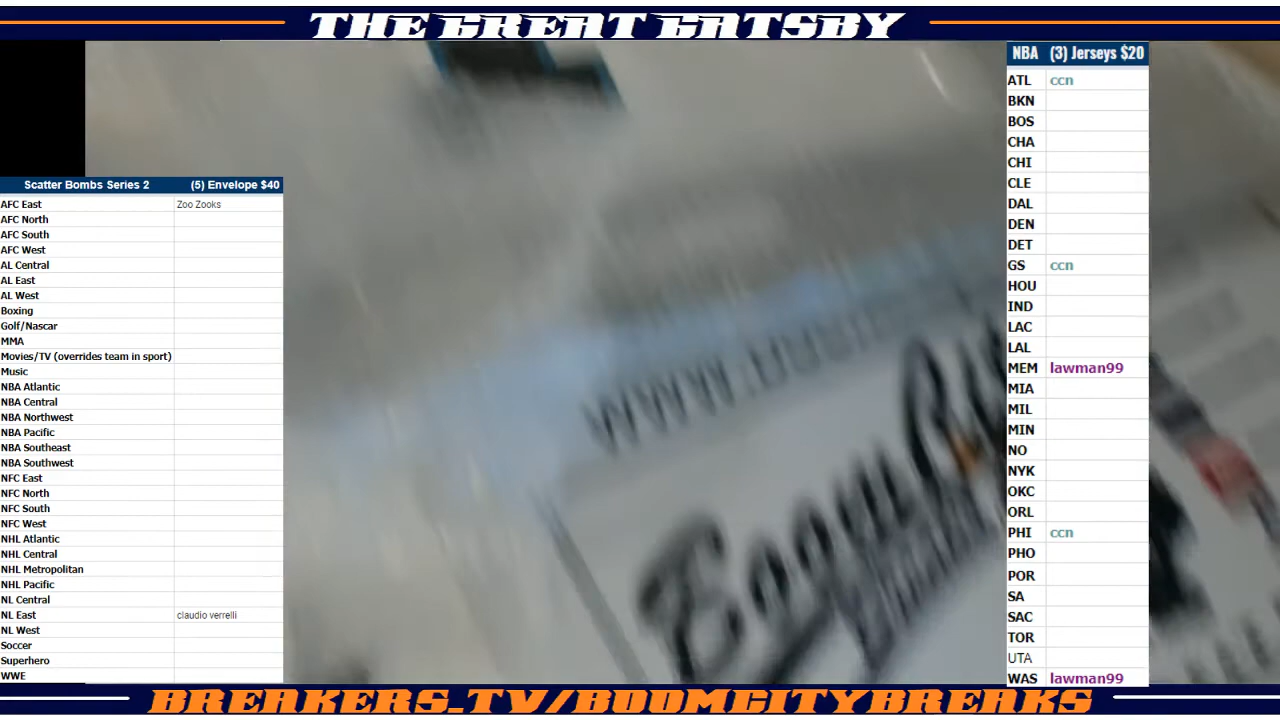 THE GREAT GATSBY
Scatter Bombs Series 2 (5) Envelope $40
AFC East Zoo Zooks
AFC North
AFC South
AFC West
AL Central
AL East
AL West
Boxing
Golf/Nascar
MMA
Movies/TV (overrides team in sport)
Music
NBA Atlantic
NBA Central
NBA Northwest
NBA Pacific
NBA Southeast
NBA Southwest
NFC East
NFC North
NFC South
NFC West
NHL Atlantic
NHL Central
NHL Metropolitan
NHL Pacific
NL Central
NL East claudio verrelli
NL West
Soccer
Superhero
WWE
NBA (3) Jerseys $20
ATL ccn
BKN
BOS
CHA
CHI
CLE
DAL
DEN
DET
GS ccn
HOU
IND
LAC
LAL
MEM lawman99
MIA
MIL
MIN
NO
NYK
OKC
ORL
PHI ccn
PHO
POR
SA
SAC
TOR
UTA
WAS lawman99
BREAKERS.TV/BOOMCITYBREAKS